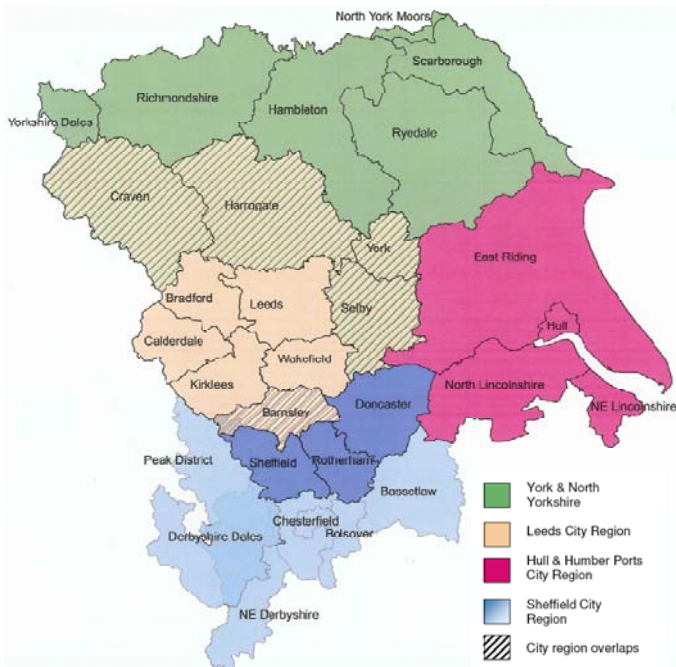 North York Moors
Scarborough
Richmondshire
Hambleton
Yorkshire Dales
Ryedale
Craven
Harrogate
York
East Riding
Bradford
Leeds
Selby
Hull
Calderdale
Wakefield
Kirklees
North Lincolnshire
Barnsley
Doncaster
NE Lincolnshire
Peak District
Sheffield
Rotherham
Bassetlaw
Chesterfield
Bolsover
Derbyshire Dales
NE Derbyshire
York & North
Yorkshire
Leeds City Region
Hull & Humber Ports
City Region
Sheffield City
Region
City region overlaps